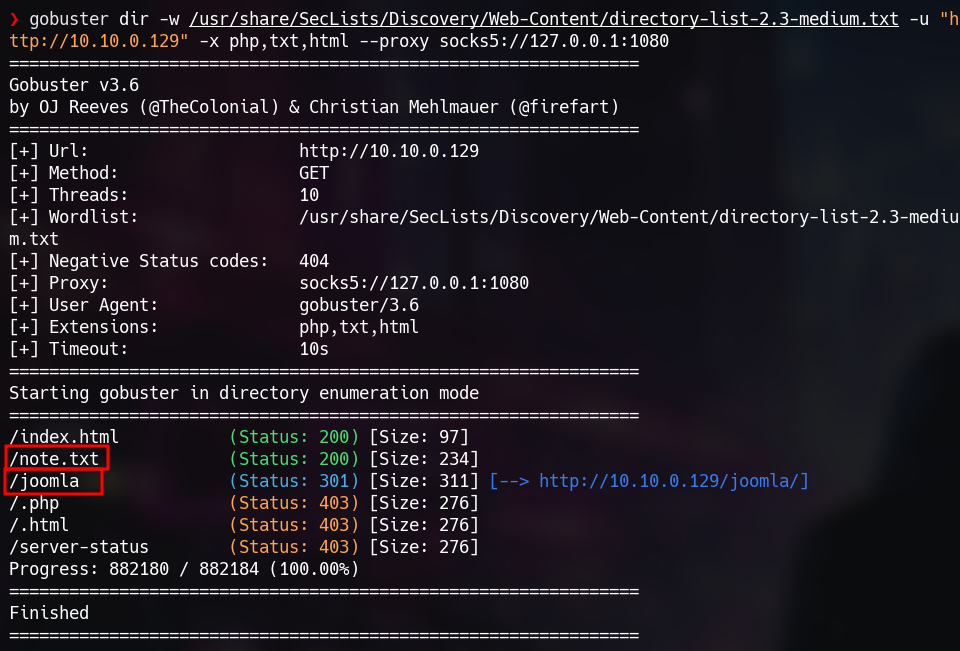 ❯ gobuster dir -w /usr/share/SecLists/Discovery/Web-Content/directory-list-2.3-medium.txt -u "h
ttp://10.10.0.129" -x php,txt,html --proxy socks5://127.0.0.1:1080
===============================================================
Gobuster v3.6
by OJ Reeves (@TheColonial) & Christian Mehlmauer (@firefart)
===============================================================
[+] Url:                     http://10.10.0.129
[+] Method:                  GET
[+] Threads:                 10
[+] Wordlist:                /usr/share/SecLists/Discovery/Web-Content/directory-list-2.3-mediu
m.txt
[+] Negative Status codes:   404
[+] Proxy:                   socks5://127.0.0.1:1080
[+] User Agent:              gobuster/3.6
[+] Extensions:              php,txt,html
[+] Timeout:                 10s
===============================================================
Starting gobuster in directory enumeration mode
===============================================================
/index.html           (Status: 200) [Size: 97]
/note.txt             (Status: 200) [Size: 234]
/joomla               (Status: 301) [Size: 311] [--> http://10.10.0.129/joomla/]
/.php                 (Status: 403) [Size: 276]
/.html                (Status: 403) [Size: 276]
/server-status        (Status: 403) [Size: 276]
Progress: 882180 / 882184 (100.00%)
===============================================================
Finished
===============================================================